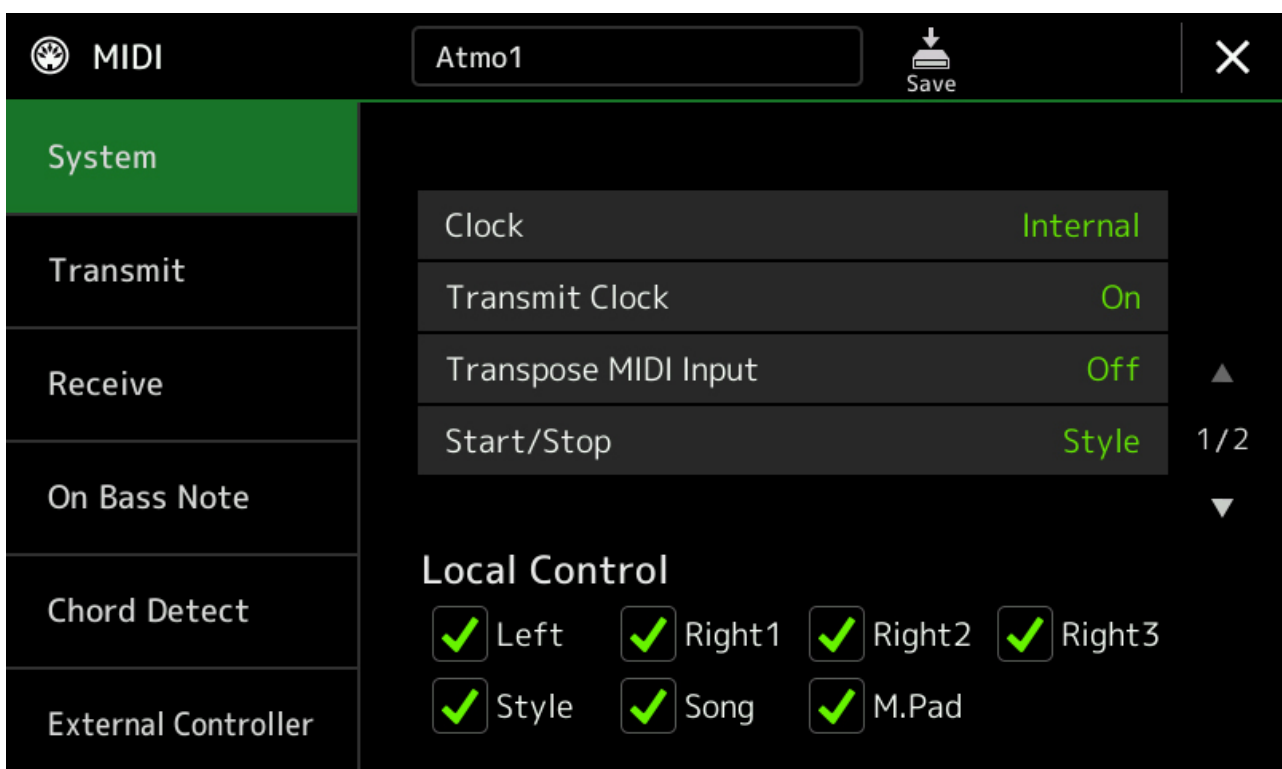 MIDI
Atmo1
Save
System
Transmit
Receive
On Bass Note
Chord Detect
External Controller
Clock Internal
Transmit Clock On
Transpose MIDI Input Off
Start/Stop Style
1/2
Local Control
Left Right1 Right2 Right3
Style Song M.Pad